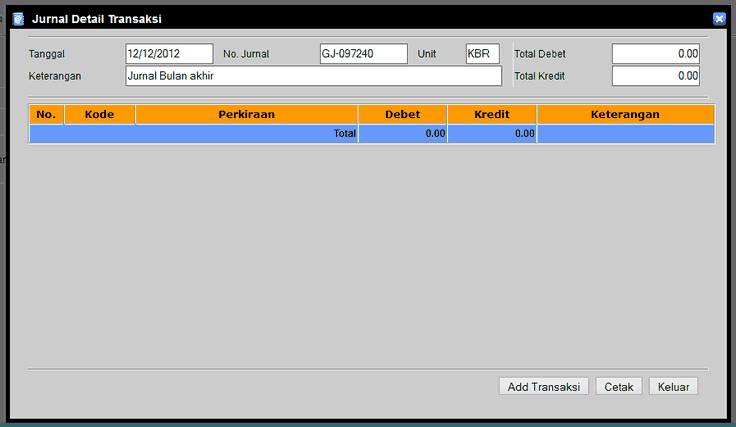 Jurnal Detail Transaksi
Tanggal 12/12/2012 No. Jurnal GJ-097240 Unit KBR Total Debet 0.00
Keterangan Jurnal Bulan akhir Total Kredit 0.00
No. Kode Perkiraan Debet Kredit Keterangan
Total 0.00 0.00
Add Transaksi Cetak Keluar